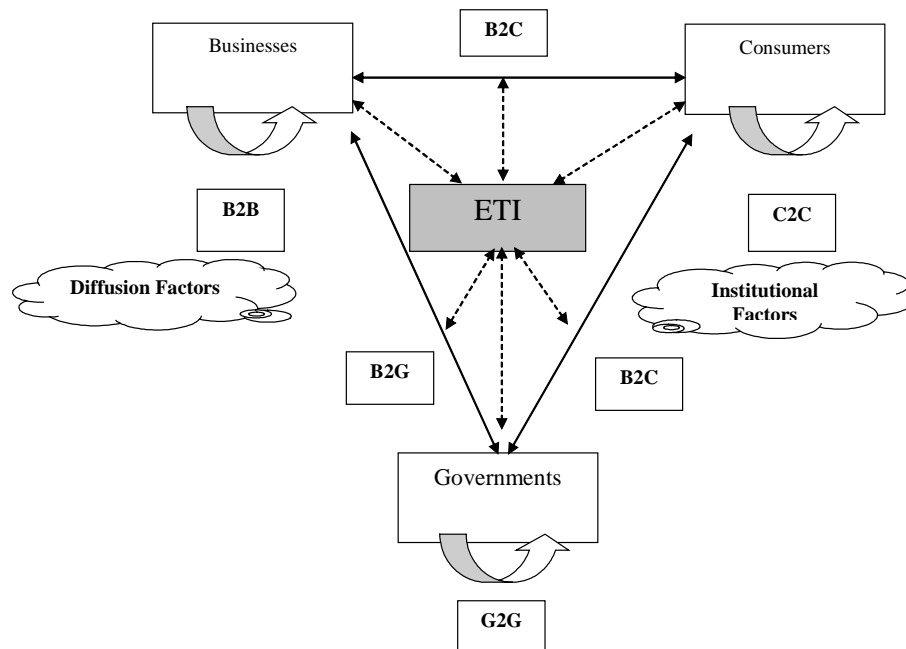 B2C
Businesses
Consumers
ETI
B2B
C2C
Diffusion Factors
Institutional
Factors
B2G
B2C
Governments
G2G